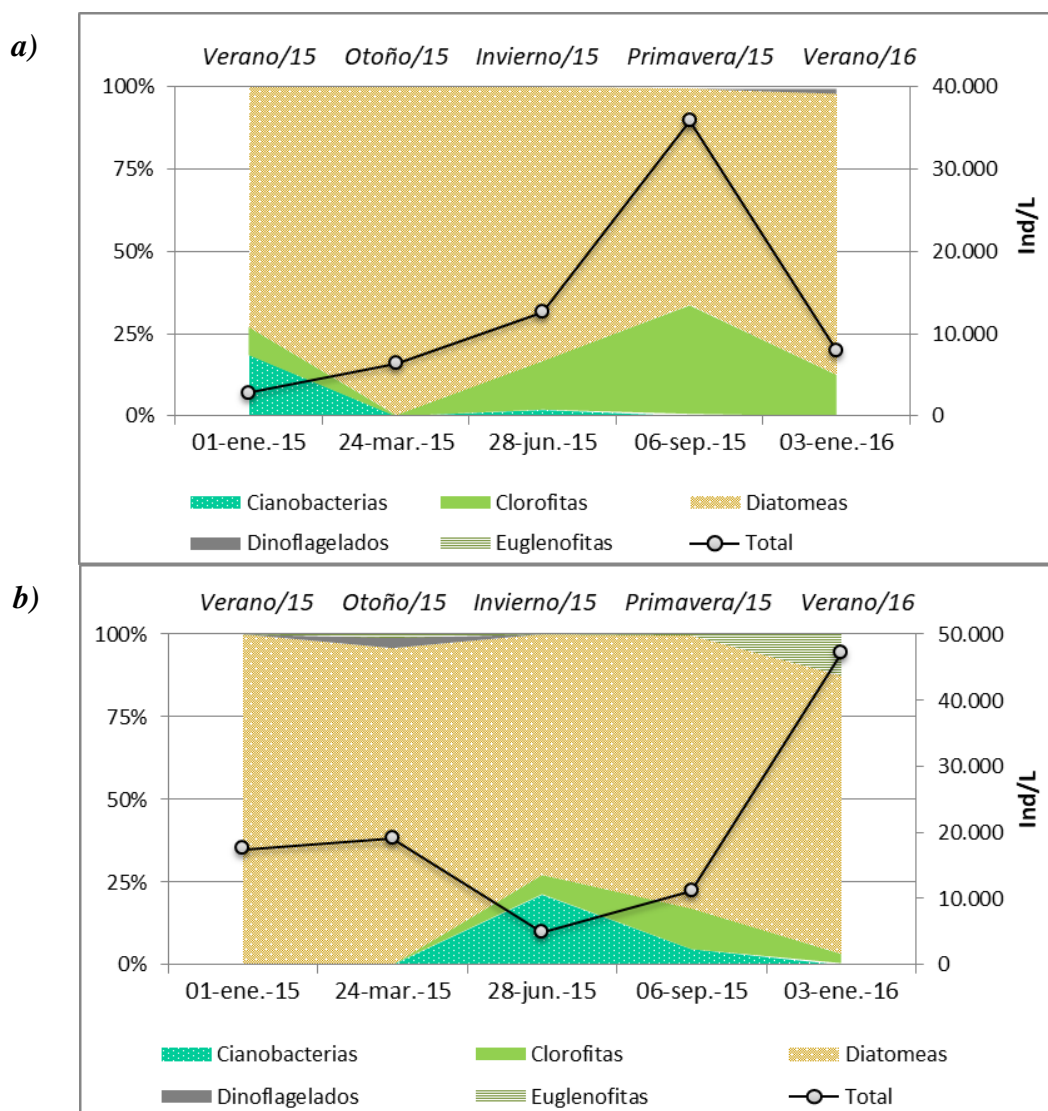 a)
Verano/15 Otoño/15 Invierno/15 Primavera/15 Verano/16
100% 40.000
75% 30.000
50% 20.000
25% 10.000
0% 0
Ind/L
01-ene.-15 24-mar.-15 28-jun.-15 06-sep.-15 03-ene.-16
Cianobacterias Clorofitas Diatomeas
Dinoflagelados Euglenofitas Total
b)
Verano/15 Otoño/15 Invierno/15 Primavera/15 Verano/16
100% 50.000
40.000
75%
30.000
50%
20.000
25%
10.000
0% 0
Ind/L
01-ene.-15 24-mar.-15 28-jun.-15 06-sep.-15 03-ene.-16
Cianobacterias Clorofitas Diatomeas
Dinoflagelados Euglenofitas Total